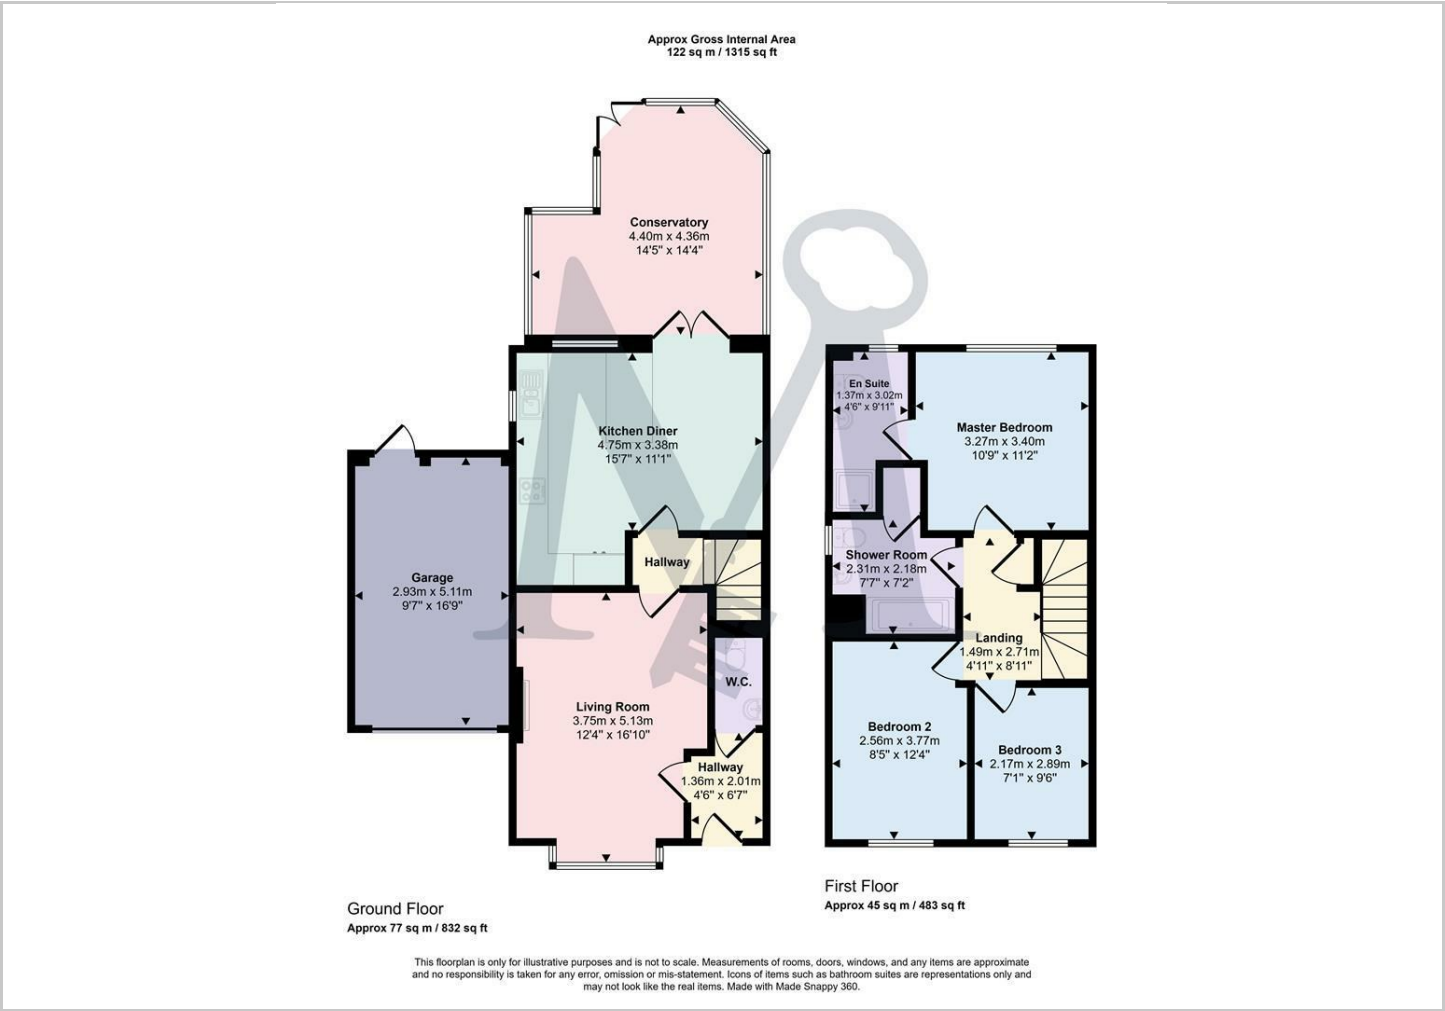 Approx Gross Internal Area
122 sq m / 1315 sq ft
Conservatory
4.40m x 4.36m
14'5" x 14'4"
Kitchen Diner
4.75m x 3.38m
15'7" x 11'1"
Hallway
Garage
2.93m x 5.11m
9'7" x 16'9"
Living Room
3.75m x 5.13m
12'4" x 16'10"
W.C.
Hallway
1.36m x 2.01m
4'6" x 6'7"
Ground Floor
Approx 77 sq m / 832 sq ft
En Suite
1.37m x 3.02m
4'6" x 9'11"
Master Bedroom
3.27m x 3.40m
10'9" x 11'2"
Shower Room
2.31m x 2.18m
7'7" x 7'2"
Landing
1.49m x 2.71m
4'11" x 8'11"
Bedroom 2
2.56m x 3.77m
8'5" x 12'4"
Bedroom 3
2.17m x 2.89m
7'1" x 9'6"
First Floor
Approx 45 sq m / 483 sq ft
This floorplan is only for illustrative purposes and is not to scale. Measurements of rooms, doors, windows, and any items are approximate
and no responsibility is taken for any error, omission or mis-statement. Icons of items such as bathroom suites are representations only and
may not look like the real items. Made with Made Snappy 360.